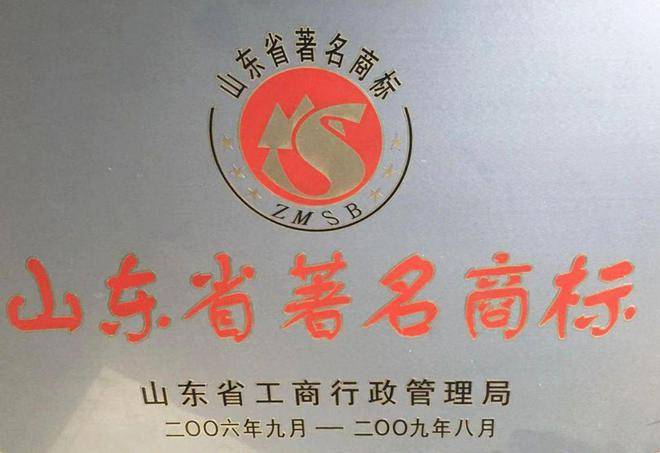 山东省著名商标
ZMSB
山东省著名商标
山东省工商行政管理局
二〇〇六年九月—二〇〇九年八月